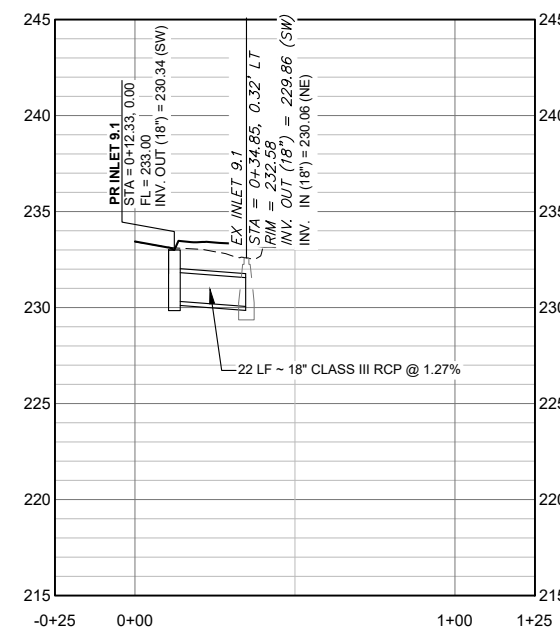 245
240
235
230
225
220
215
245
240
235
230
225
220
215
PR INLET 9.1
STA = 0+12.33, 0.00
FL = 233.00
INV. OUT (18") = 230.34 (SW)
EX INLET 9.1
STA = 0+34.85, 0.32' LT
RIM = 232.58
INV. OUT (18") = 229.86 (SW)
INV. IN (18") = 230.06 (NE)
22 LF ~ 18" CLASS III RCP @ 1.27%
-0+25 0+00 1+00 1+25